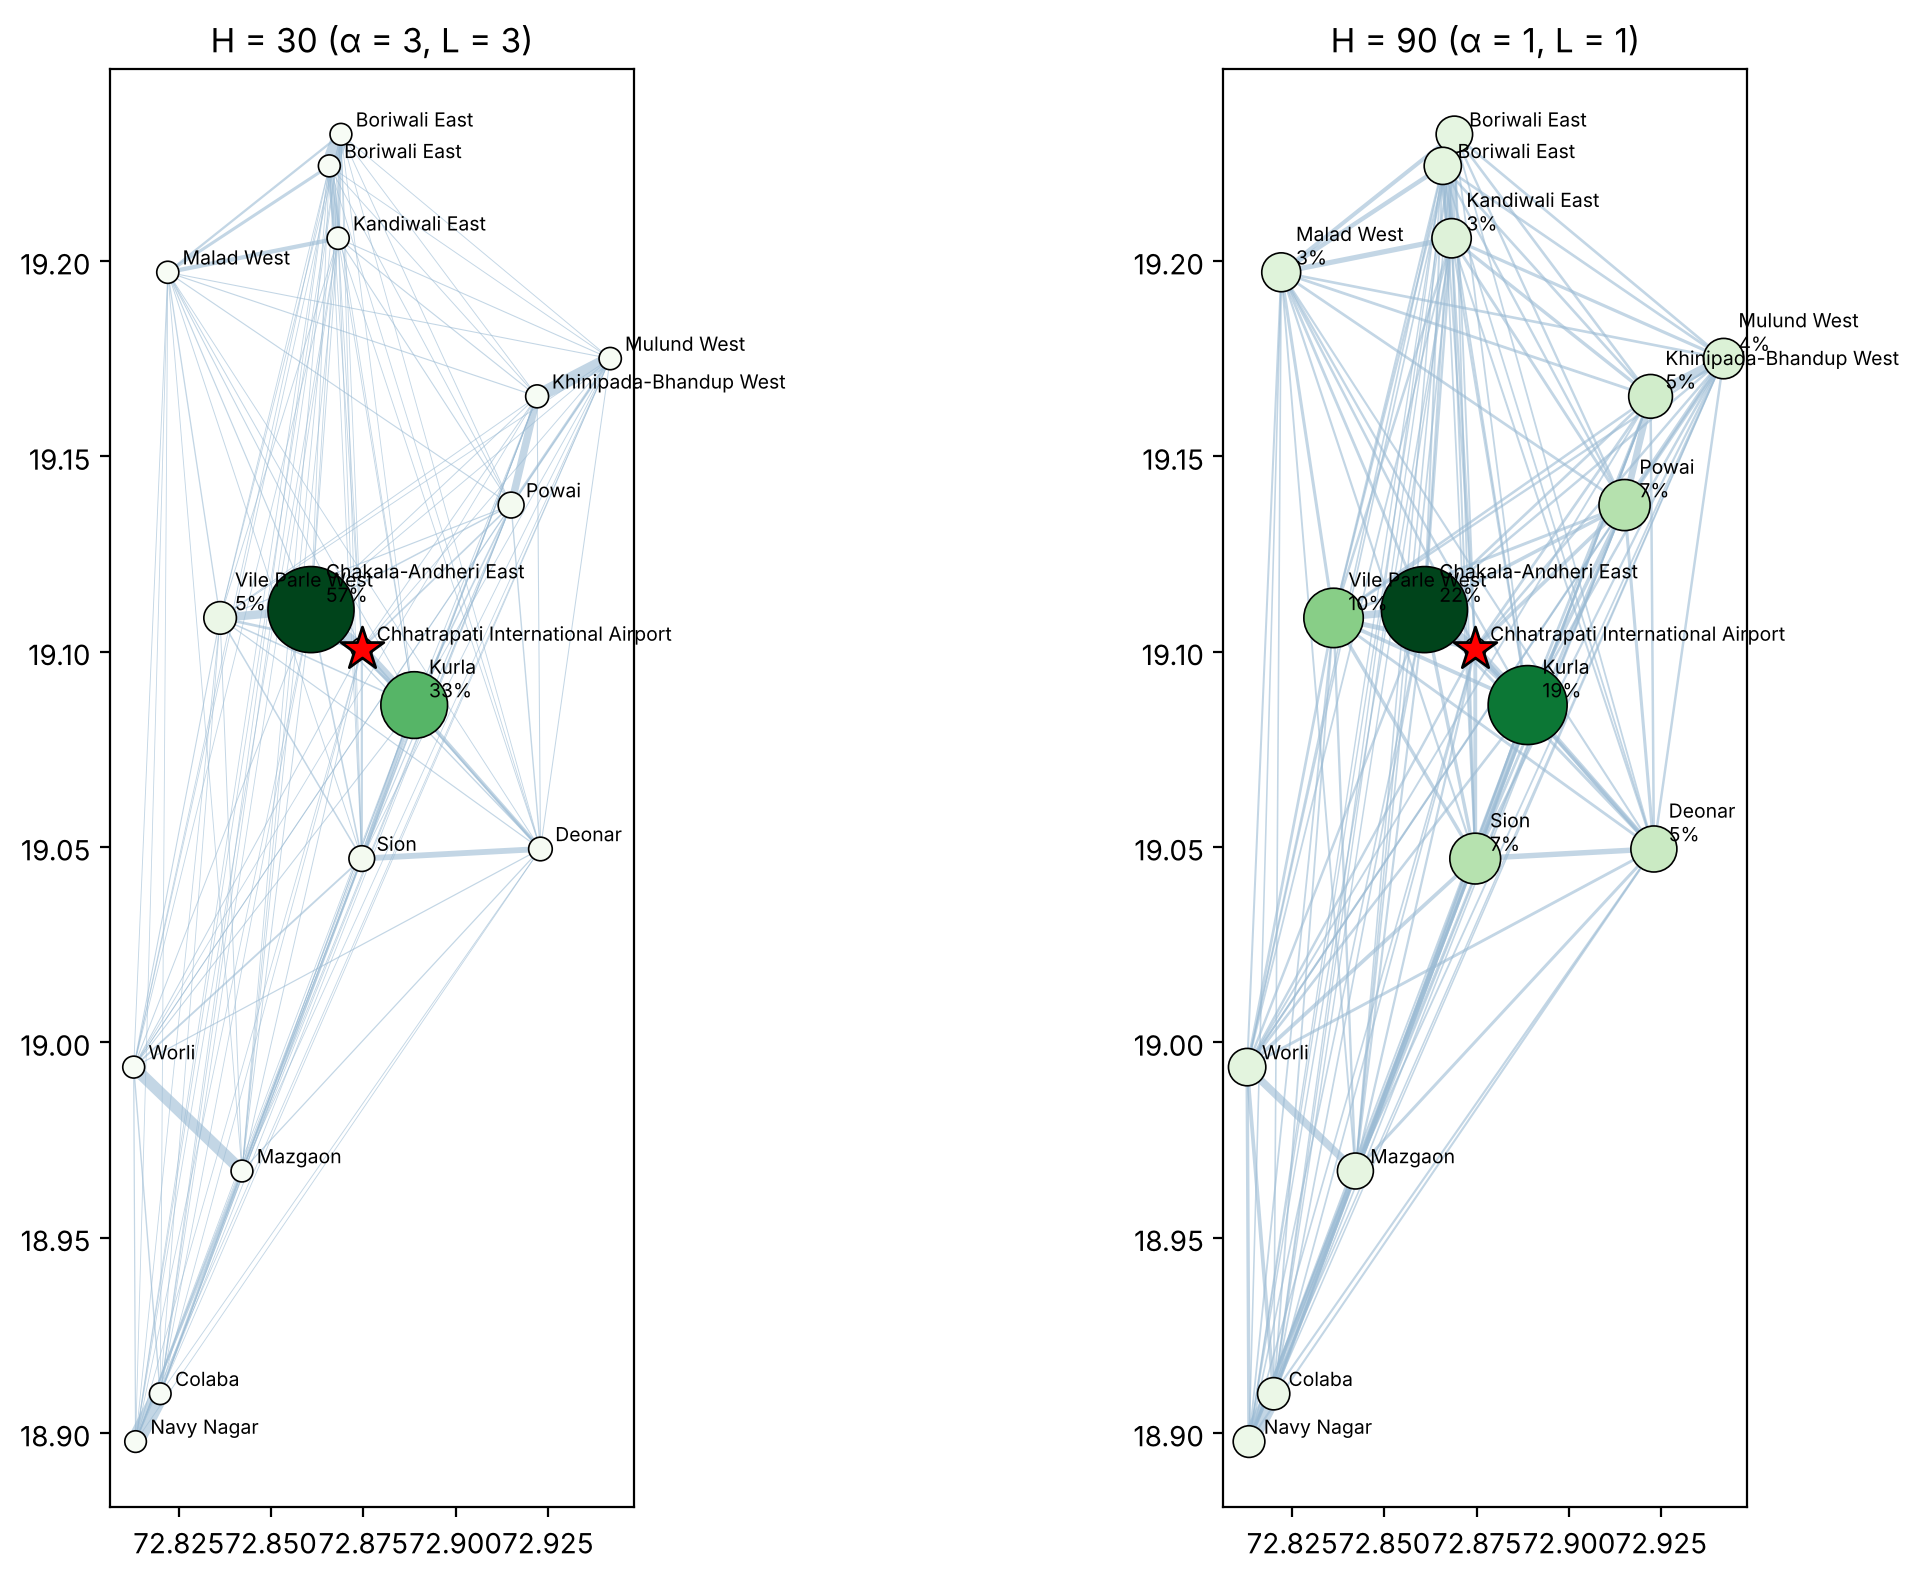 H = 30 (α = 3, L = 3)
Boriwali East
Boriwali East
Kandiwali East
Malad West
Mulund West
Khinipada-Bhandup West
Powai
Chakala-Andheri East
57%
Vile Parle West
5%
Chhatrapati International Airport
Kurla
33%
Sion
Deonar
Worli
Mazgaon
Colaba
Navy Nagar
19.20
19.15
19.10
19.05
19.00
18.95
18.90
72.825 72.850 72.875 72.900 72.925
H = 90 (α = 1, L = 1)
Boriwali East
Boriwali East
Kandiwali East
3%
Malad West
3%
Mulund West
4%
Khinipada-Bhandup West
5%
Powai
7%
Chakala-Andheri East
22%
Vile Parle West
10%
Chhatrapati International Airport
Kurla
19%
Deonar
5%
Sion
7%
Worli
Mazgaon
Colaba
Navy Nagar
19.20
19.15
19.10
19.05
19.00
18.95
18.90
72.825 72.850 72.875 72.900 72.925